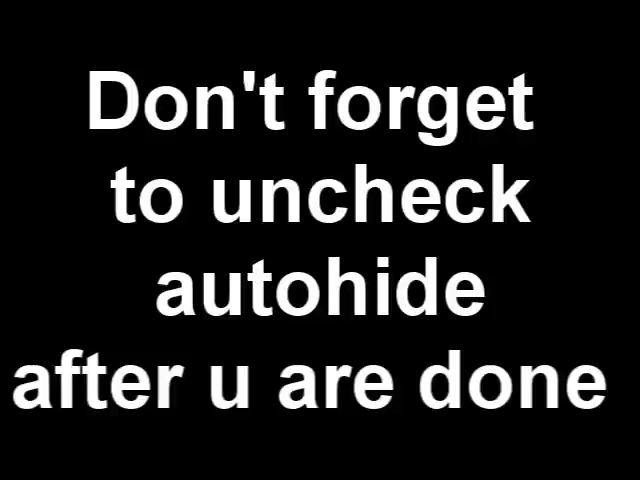 Don't forget
to uncheck
autohide
after u are done